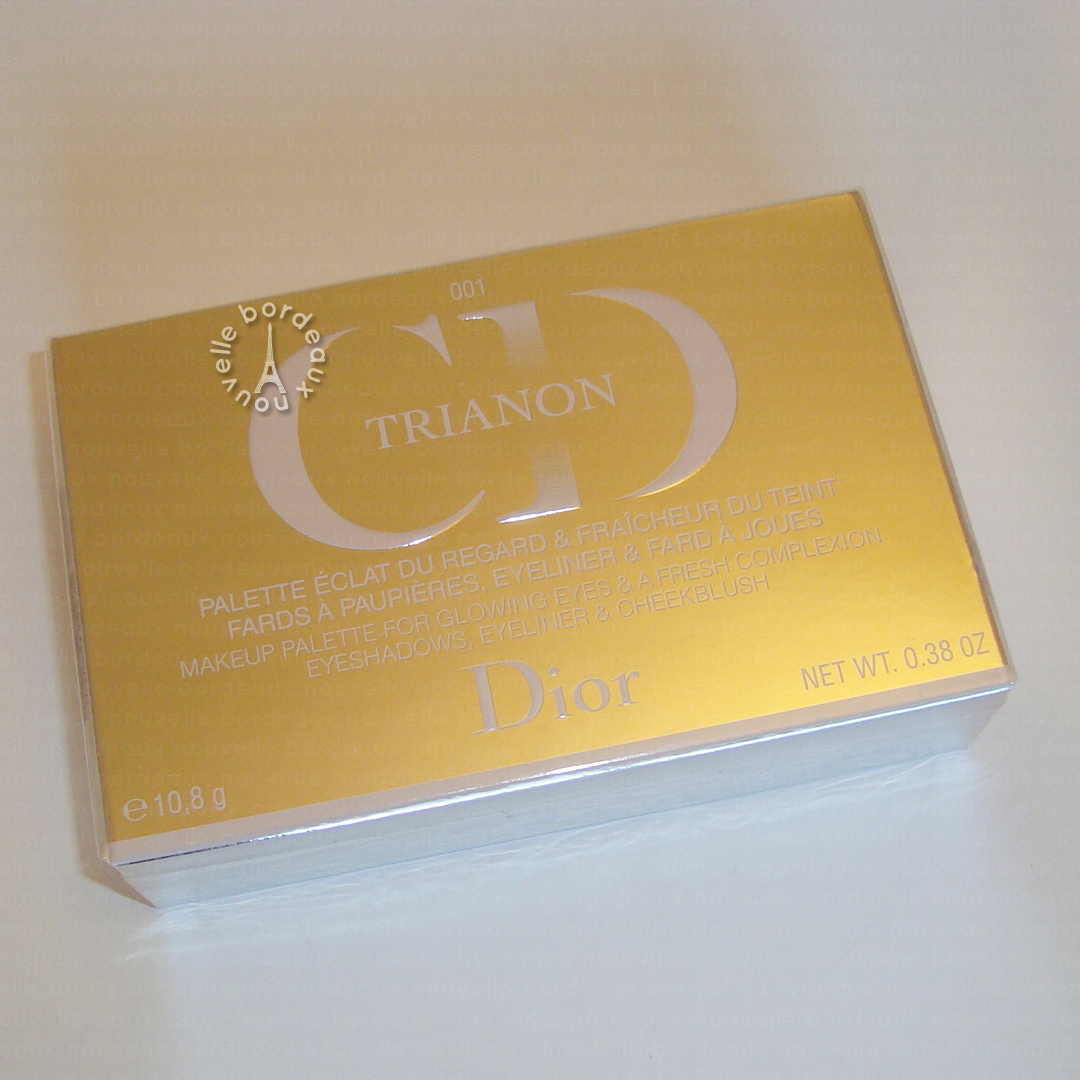 001
CD
TRIANON
PALETTE ÉCLAT DU REGARD & FRAÎCHEUR DU TEINT
FARDS À PAUPIÈRES, EYELINER & FARD À JOUES
MAKEUP PALETTE FOR GLOWING EYES & A FRESH COMPLEXION
EYESHADOWS, EYELINER & CHEEKBLUSH
Dior
℮ 10,8 g
NET WT. 0.38 OZ
nouvelle bordeaux